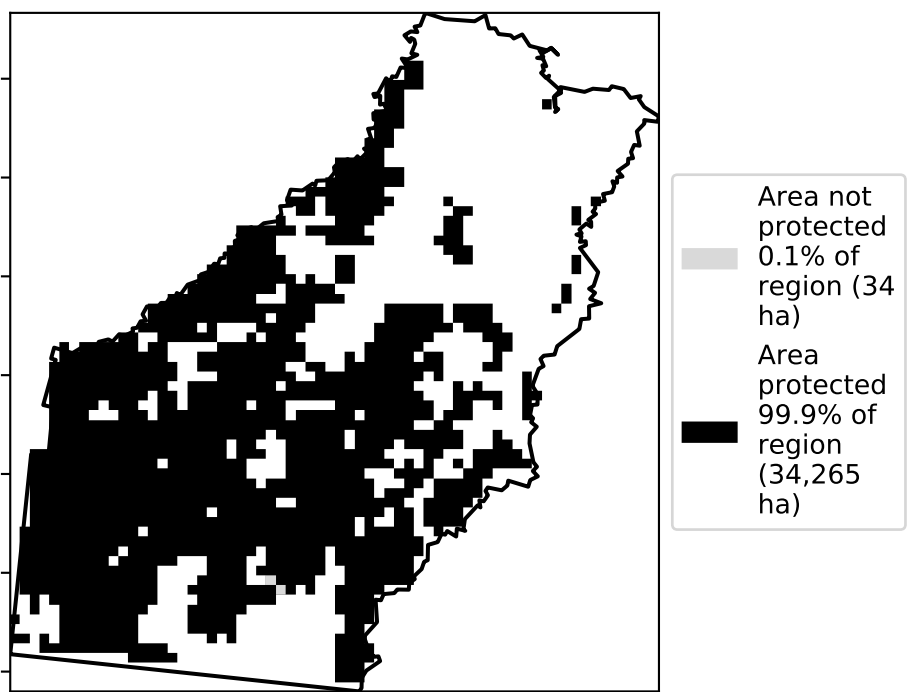 Area not
protected
0.1% of
region (34
ha)
Area
protected
99.9% of
region
(34,265
ha)